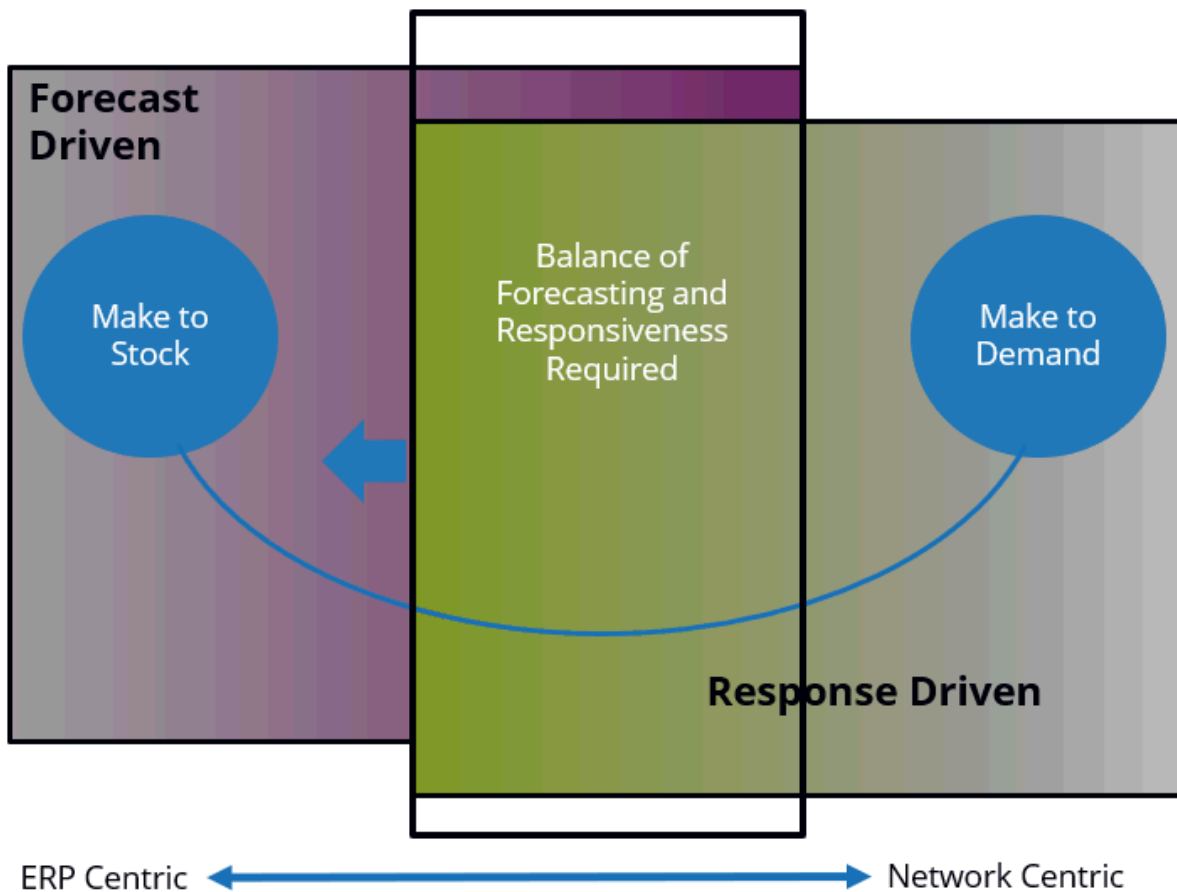 Forecast
Driven
Make to
Stock
Balance of
Forecasting and
Responsiveness
Required
Make to
Demand
Response Driven
ERP Centric
Network Centric